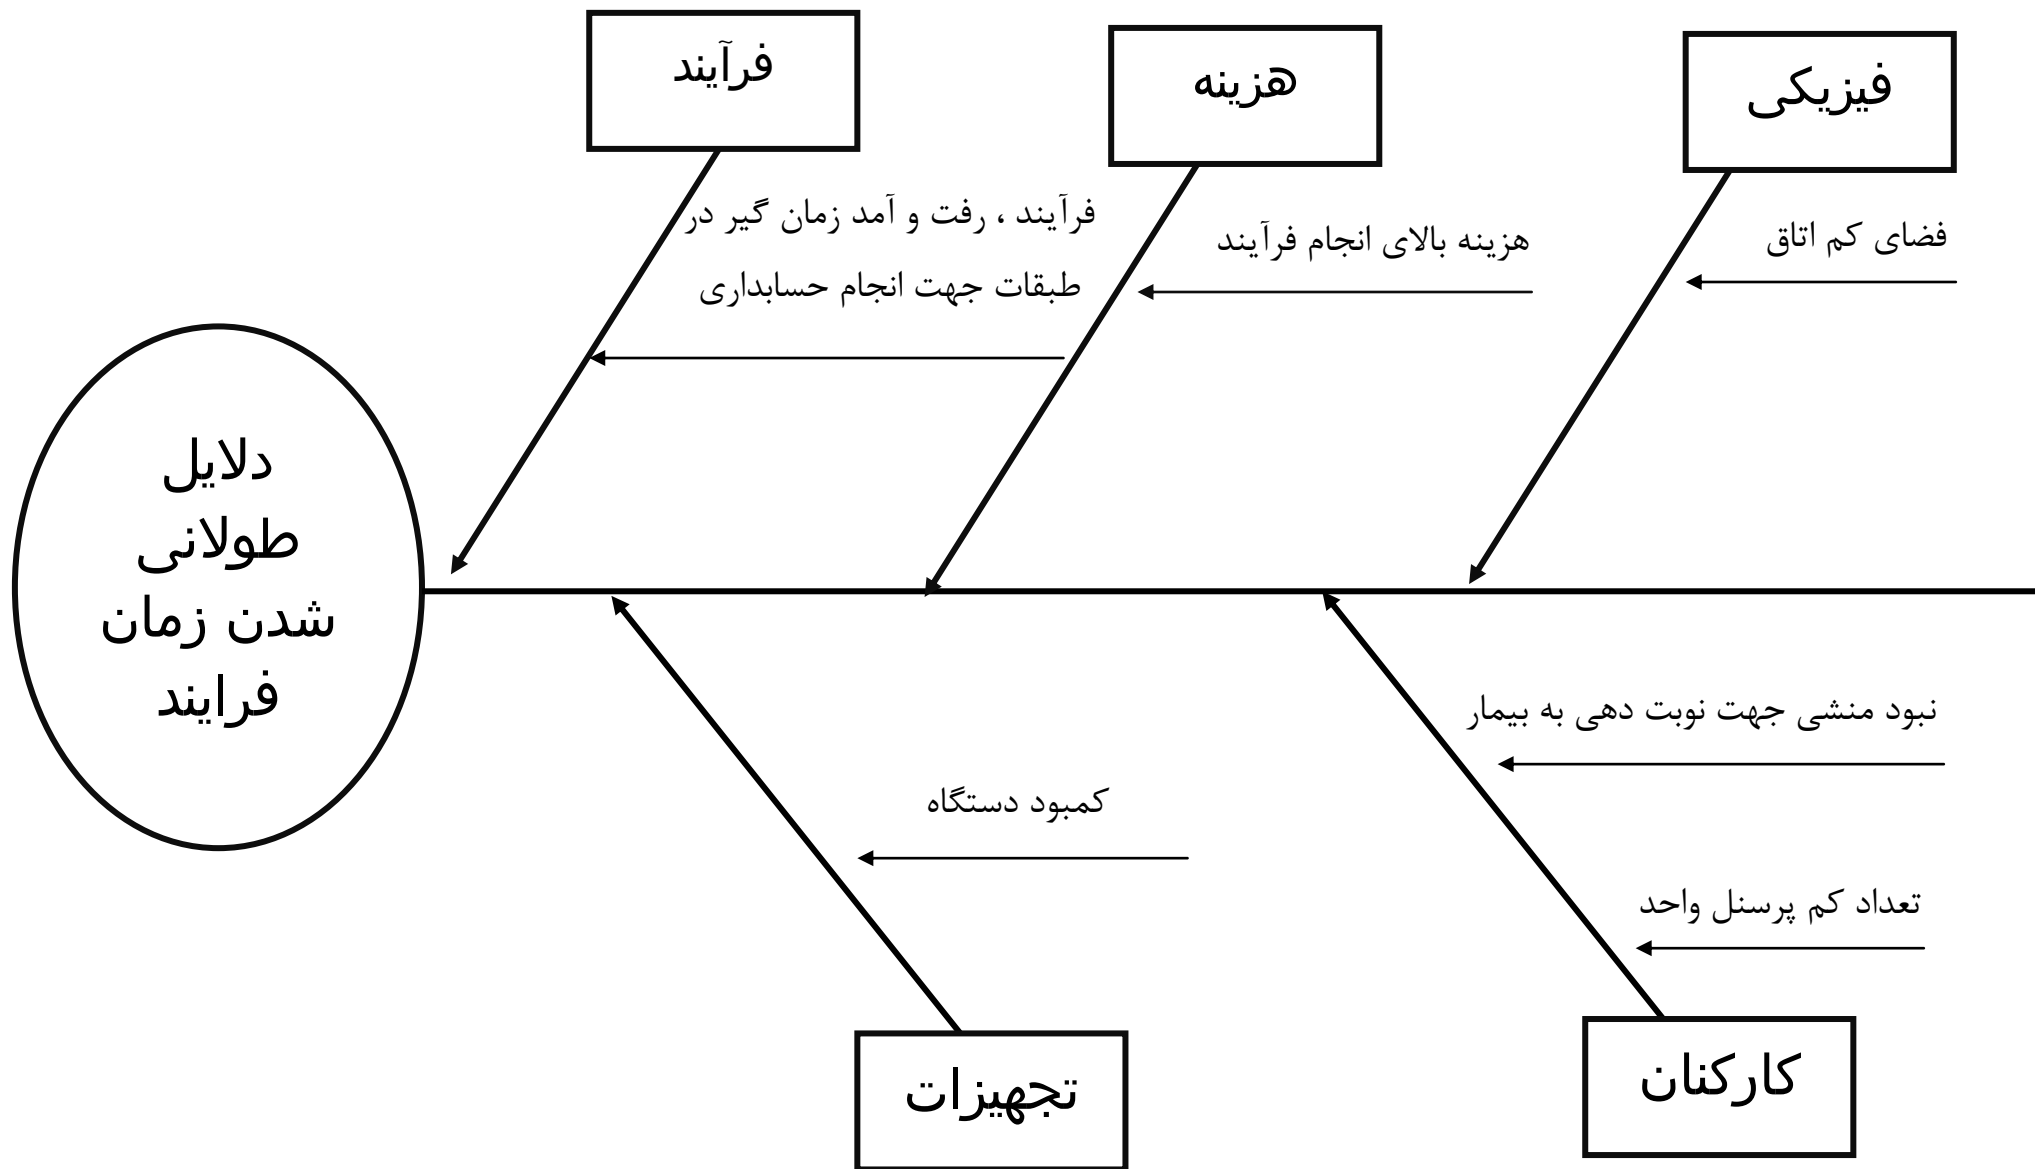 فیزیکی
هزینه
فرآیند
فضای کم اتاق
هزینه بالای انجام فرآیند
فرآیند ، رفت و آمد زمان گیر در
طبقات جهت انجام حسابداری
دلایل
طولانی
شدن زمان
فرایند
نبود منشی جهت نوبت دهی به بیمار
تعداد کم پرسنل واحد
کمبود دستگاه
کارکنان
تجهیزات